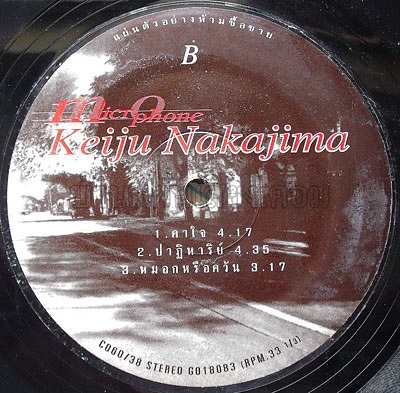 แผ่นตัวอย่างห้ามซื้อขาย
B
microphone
Keiju Nakajima
1.คาใจ 4.17
2.ปาฏิหาริย์ 4.35
3.หมอกหรือควัน 3.17
CO60/38 STEREO GO18083 (RPM.33 1/3)